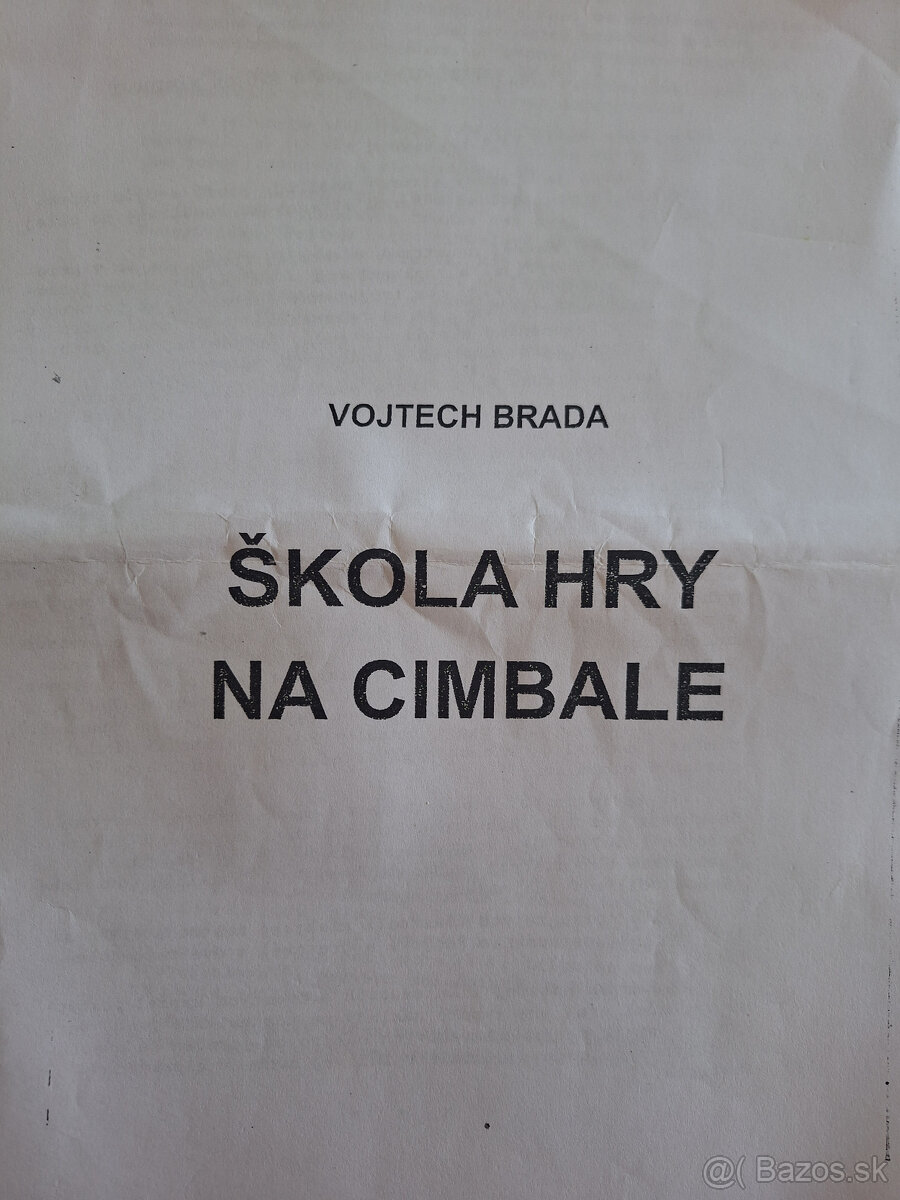 VOJTECH BRADA
ŠKOLA HRY
NA CIMBALE
@( Bazos.sk